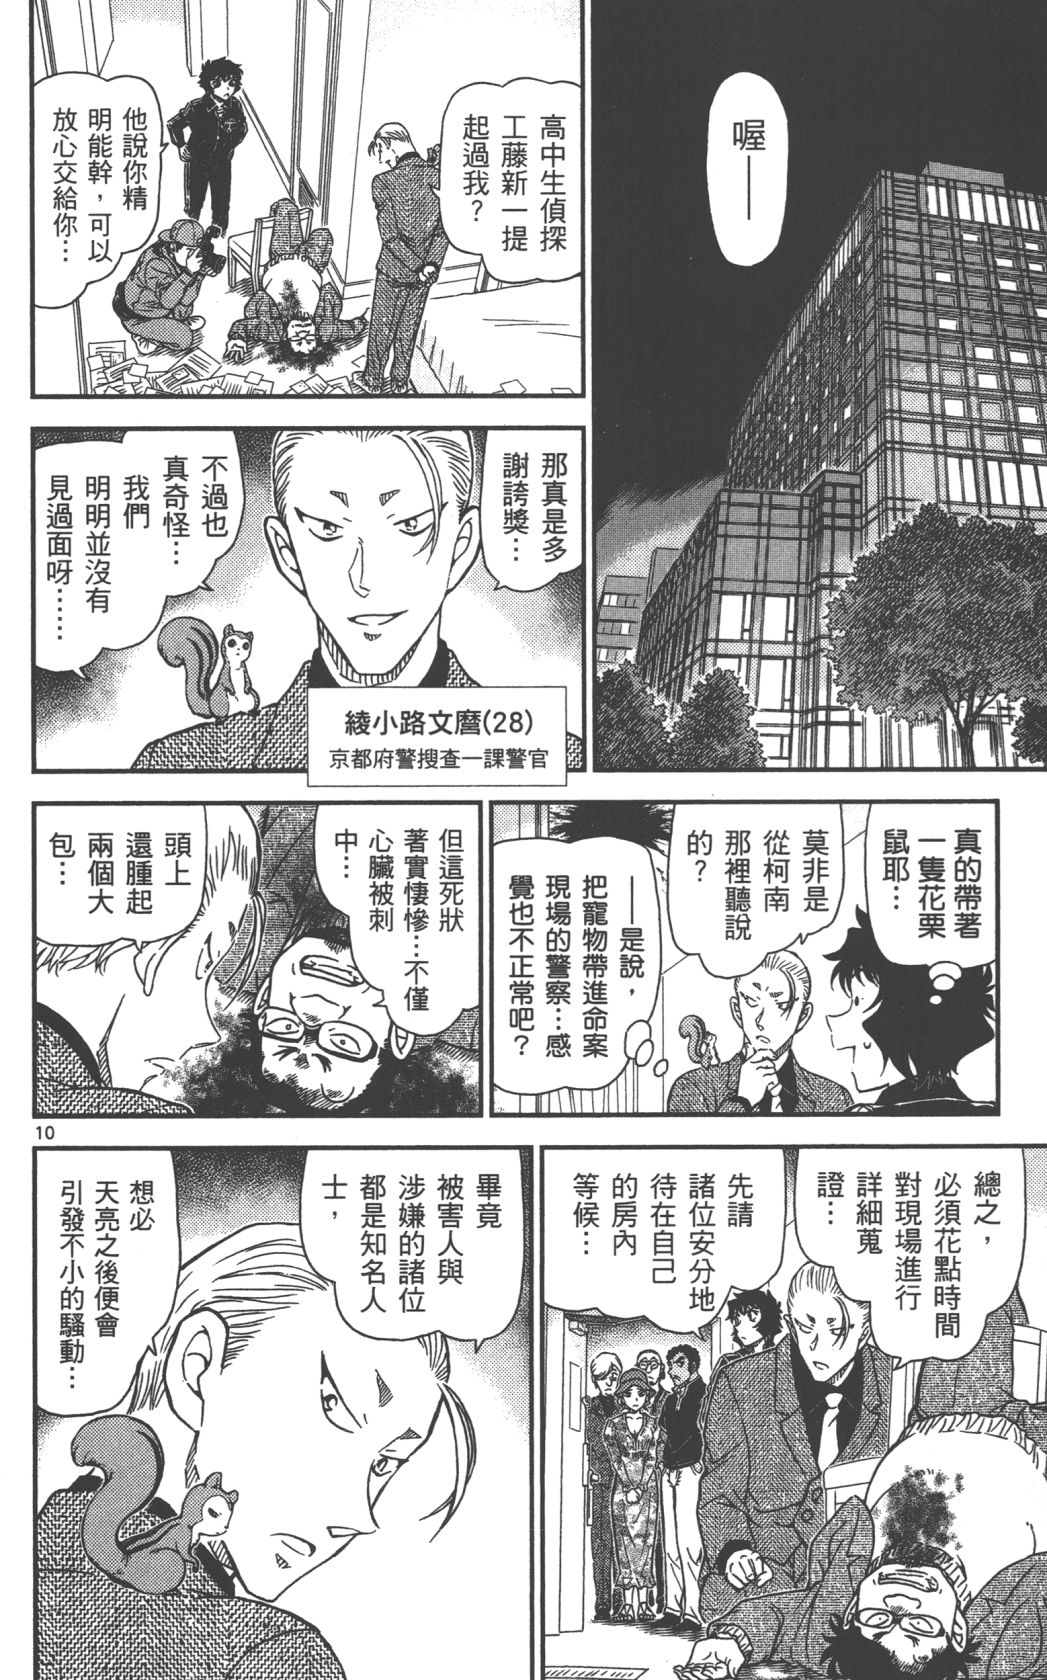 喔——
高中生偵探
工藤新一提
起過我？
他說你精
明能幹，可以
放心交給你…
那真是多
謝誇獎…
不過也
真奇怪…
我們
明明並沒有
見過面呀……
綾小路文麿(28)
京都府警搜查一課警官
真的帶著
一隻花栗
鼠耶…
莫非是
從柯南
那裡聽說
的？
——是說，
把寵物帶進命案
現場的警察…感
覺也不正常吧？
但這死狀
著實悽慘…不僅
心臟被刺
中…
頭上
還腫起
兩個大
包…
10
總之，
必須花點時間
對現場進行
詳細蒐
證…
先請
諸位安分地
待在自己
的房內
等候…
畢竟
被害人與
涉嫌的諸位
都是知名人
士，
想必
天亮之後便會
引發不小的騷動…